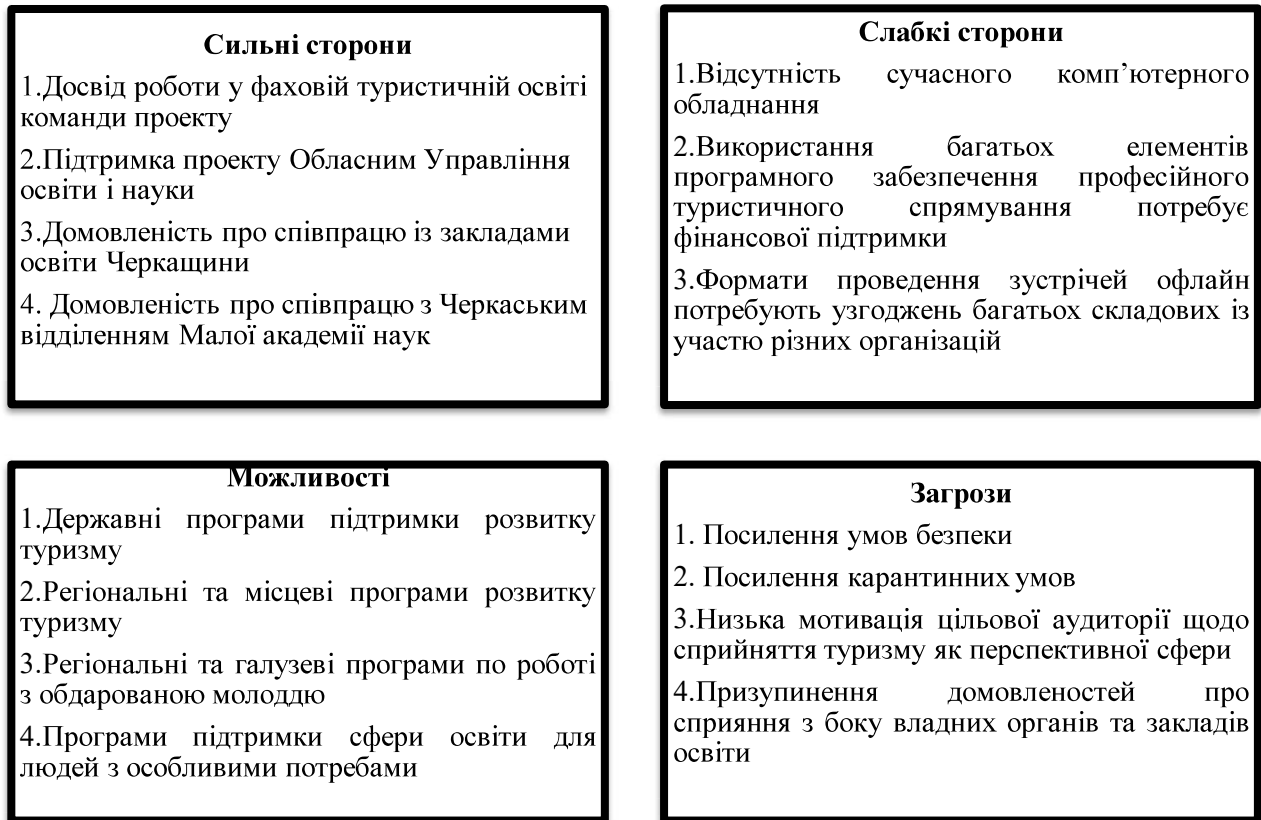 Сильні сторони
1.Досвід роботи у фаховій туристичній освіті
команди проекту
2.Підтримка проекту Обласним Управління
освіти і науки
3.Домовленість про співпрацю із закладами
освіти Черкащини
4. Домовленість про співпрацю з Черкаським
відділенням Малої академії наук
Слабкі сторони
1.Відсутність сучасного комп’ютерного
обладнання
2.Використання багатьох елементів
програмного забезпечення професійного
туристичного спрямування потребує
фінансової підтримки
3.Формати проведення зустрічей офлайн
потребують узгоджень багатьох складових із
участю різних організацій
Можливості
1.Державні програми підтримки розвитку
туризму
2.Регіональні та місцеві програми розвитку
туризму
3.Регіональні та галузеві програми по роботі
з обдарованою молоддю
4.Програми підтримки сфери освіти для
людей з особливими потребами
Загрози
1. Посилення умов безпеки
2. Посилення карантинних умов
3.Низька мотивація цільової аудиторії щодо
сприйняття туризму як перспективної сфери
4.Призупинення домовленостей про
сприяння з боку владних органів та закладів
освіти